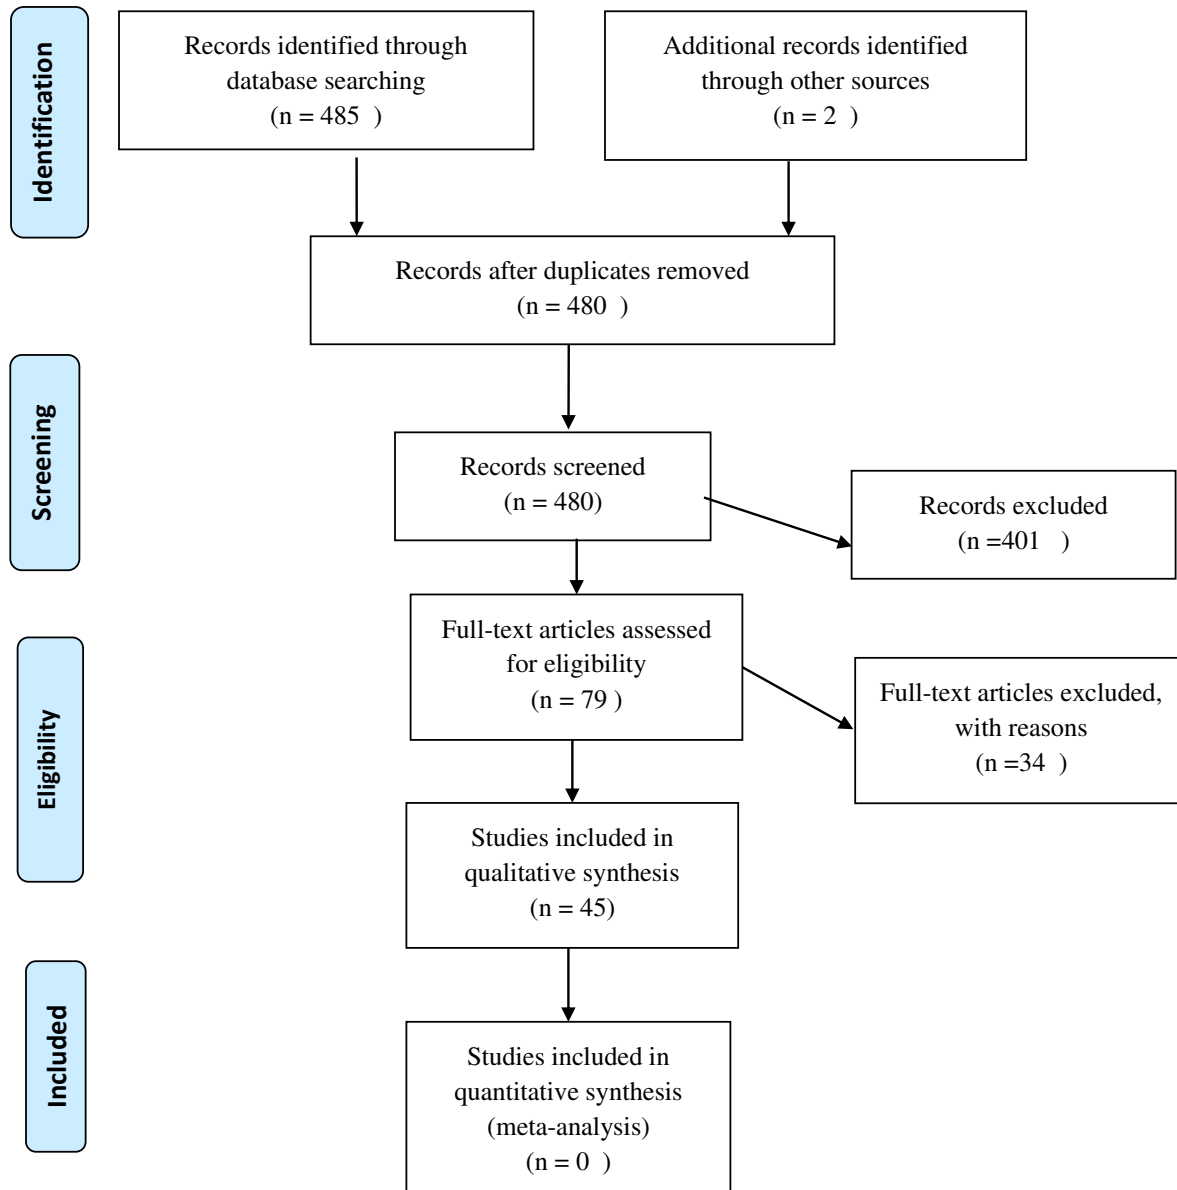 Identification
Records identified through
database searching
(n = 485  )
Additional records identified
through other sources
(n = 2  )
Records after duplicates removed
(n = 480  )
Screening
Records screened
(n = 480)
Records excluded
(n =401  )
Eligibility
Full-text articles assessed
for eligibility
(n = 79 )
Full-text articles excluded,
with reasons
(n =34  )
Studies included in
qualitative synthesis
(n = 45)
Included
Studies included in
quantitative synthesis
(meta-analysis)
(n = 0  )